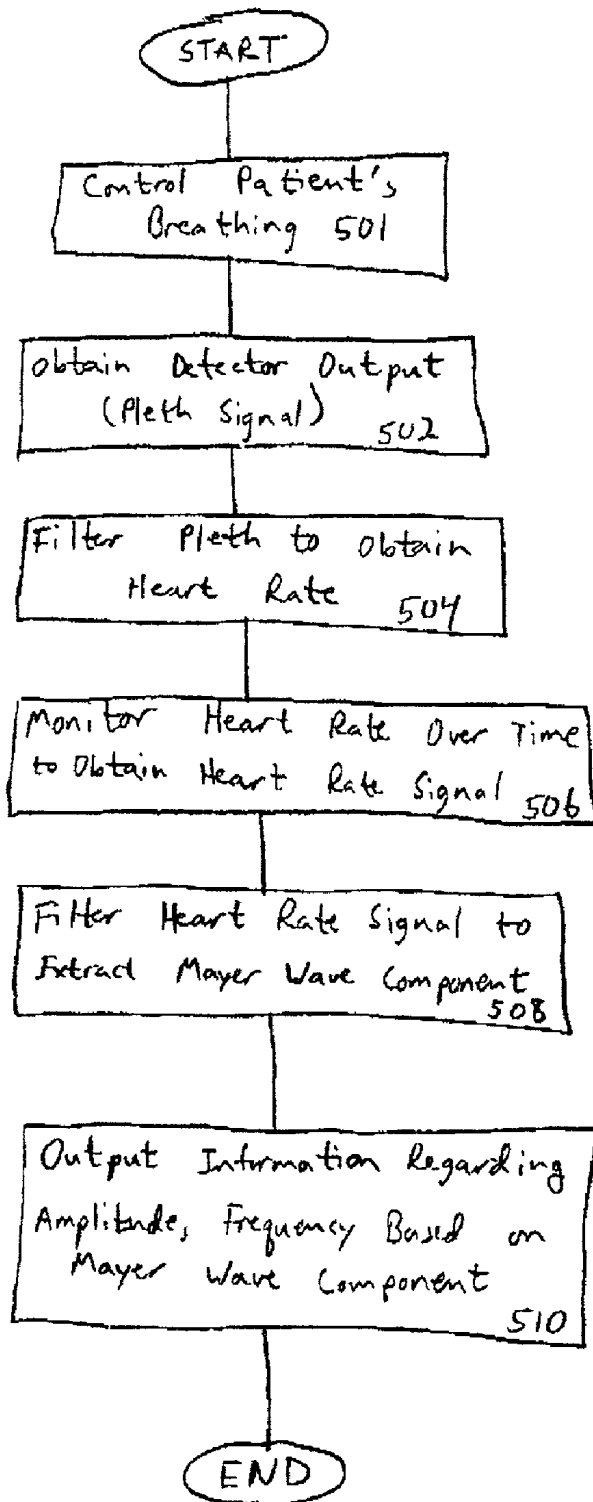 START
Control Patient's
Breathing 501
Obtain Detector Output
(Pleth Signal) 502
Filter Pleth to Obtain
Heart Rate 504
Monitor Heart Rate Over Time
to Obtain Heart Rate Signal 506
Filter Heart Rate Signal to
Extract Mayer Wave Component
508
Output Information Regarding
Amplitude, Frequency Based on
Mayer Wave Component
510
END